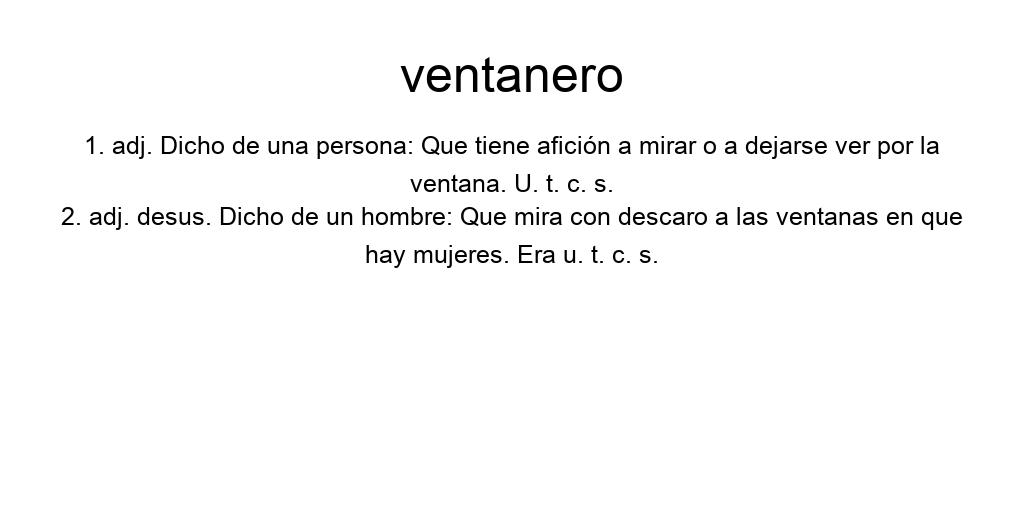 ventanero
1. adj. Dicho de una persona: Que tiene afición a mirar o a dejarse ver por la
ventana. U. t. c. s.
2. adj. desus. Dicho de un hombre: Que mira con descaro a las ventanas en que
hay mujeres. Era u. t. c. s.